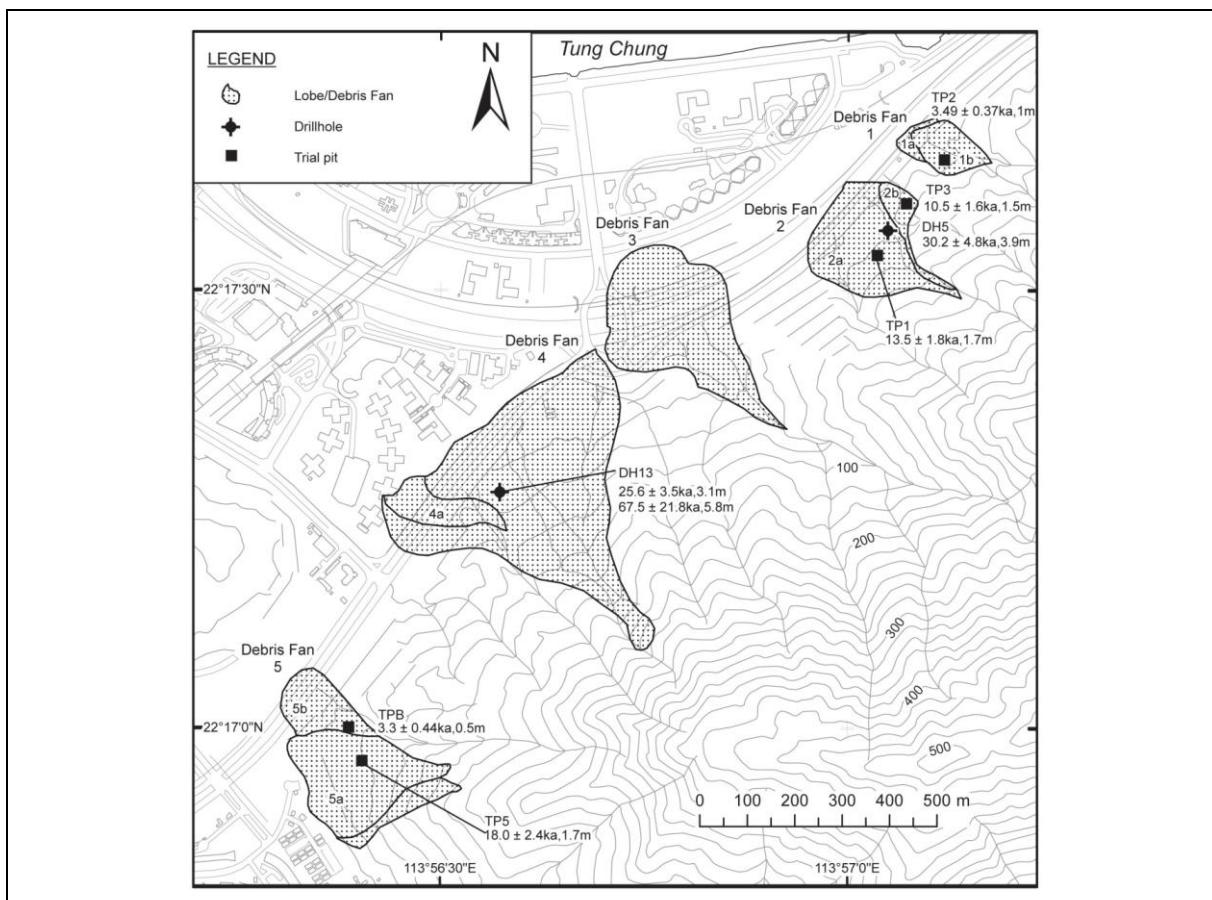 Tung Chung
LEGEND
N
Lobe/Debris Fan
Drillhole
Trial pit
TP2
3.49 ± 0.37ka,1m
Debris Fan
1
1a
1b
2b
TP3
10.5 ± 1.6ka,1.5m
Debris Fan
2
DH5
30.2 ± 4.8ka,3.9m
2a
Debris Fan
3
22°17'30"N
TP1
13.5 ± 1.8ka,1.7m
Debris Fan
4
100
DH13
25.6 ± 3.5ka,3.1m
67.5 ± 21.8ka,5.8m
4a
200
300
Debris Fan
5
400
5b
TPB
3.3 ± 0.44ka,0.5m
22°17'0"N
500
5a
0 100 200 300 400 500 m
TP5
18.0 ± 2.4ka,1.7m
113°56'30"E
113°57'0"E